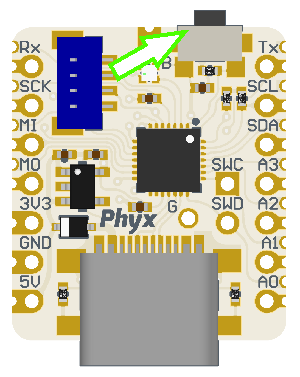 Rx Tx
B
SCK SCL
MI SDA
MO SWC A3
3V3 G SWD A2
Phyx
GND A1
5V A0